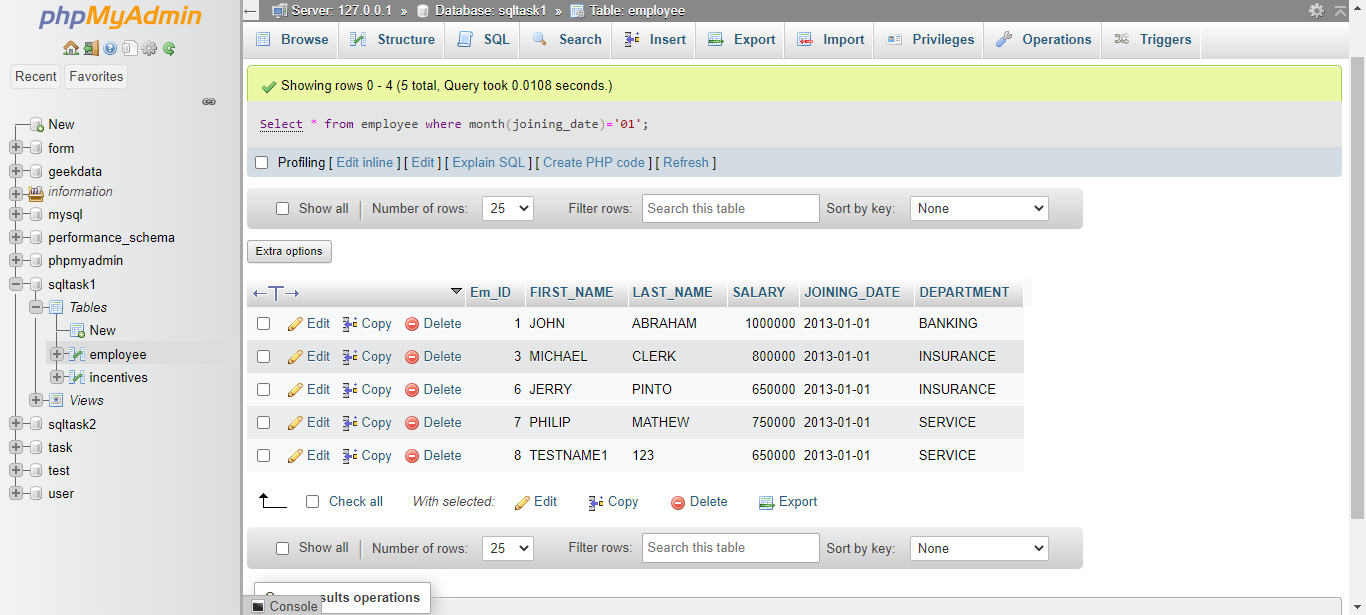 phpMyAdmin
Recent Favorites
New
form
geekdata
information
mysql
performance_schema
phpmyadmin
sqltask1
Tables
New
employee
incentives
Views
sqltask2
task
test
user
Server: 127.0.0.1 » Database: sqltask1 » Table: employee
Browse Structure SQL Search Insert Export Import Privileges Operations Triggers
Showing rows 0 - 4 (5 total, Query took 0.0108 seconds.)
Select * from employee where month(joining_date)='01';
Profiling [ Edit inline ] [ Edit ] [ Explain SQL ] [ Create PHP code ] [ Refresh ]
Show all Number of rows: 25 Filter rows: Search this table Sort by key: None
Extra options
Em_ID FIRST_NAME LAST_NAME SALARY JOINING_DATE DEPARTMENT
Edit Copy Delete 1 JOHN ABRAHAM 1000000 2013-01-01 BANKING
Edit Copy Delete 3 MICHAEL CLERK 800000 2013-01-01 INSURANCE
Edit Copy Delete 6 JERRY PINTO 650000 2013-01-01 INSURANCE
Edit Copy Delete 7 PHILIP MATHEW 750000 2013-01-01 SERVICE
Edit Copy Delete 8 TESTNAME1 123 650000 2013-01-01 SERVICE
Check all With selected: Edit Copy Delete Export
Show all Number of rows: 25 Filter rows: Search this table Sort by key: None
operations
Console